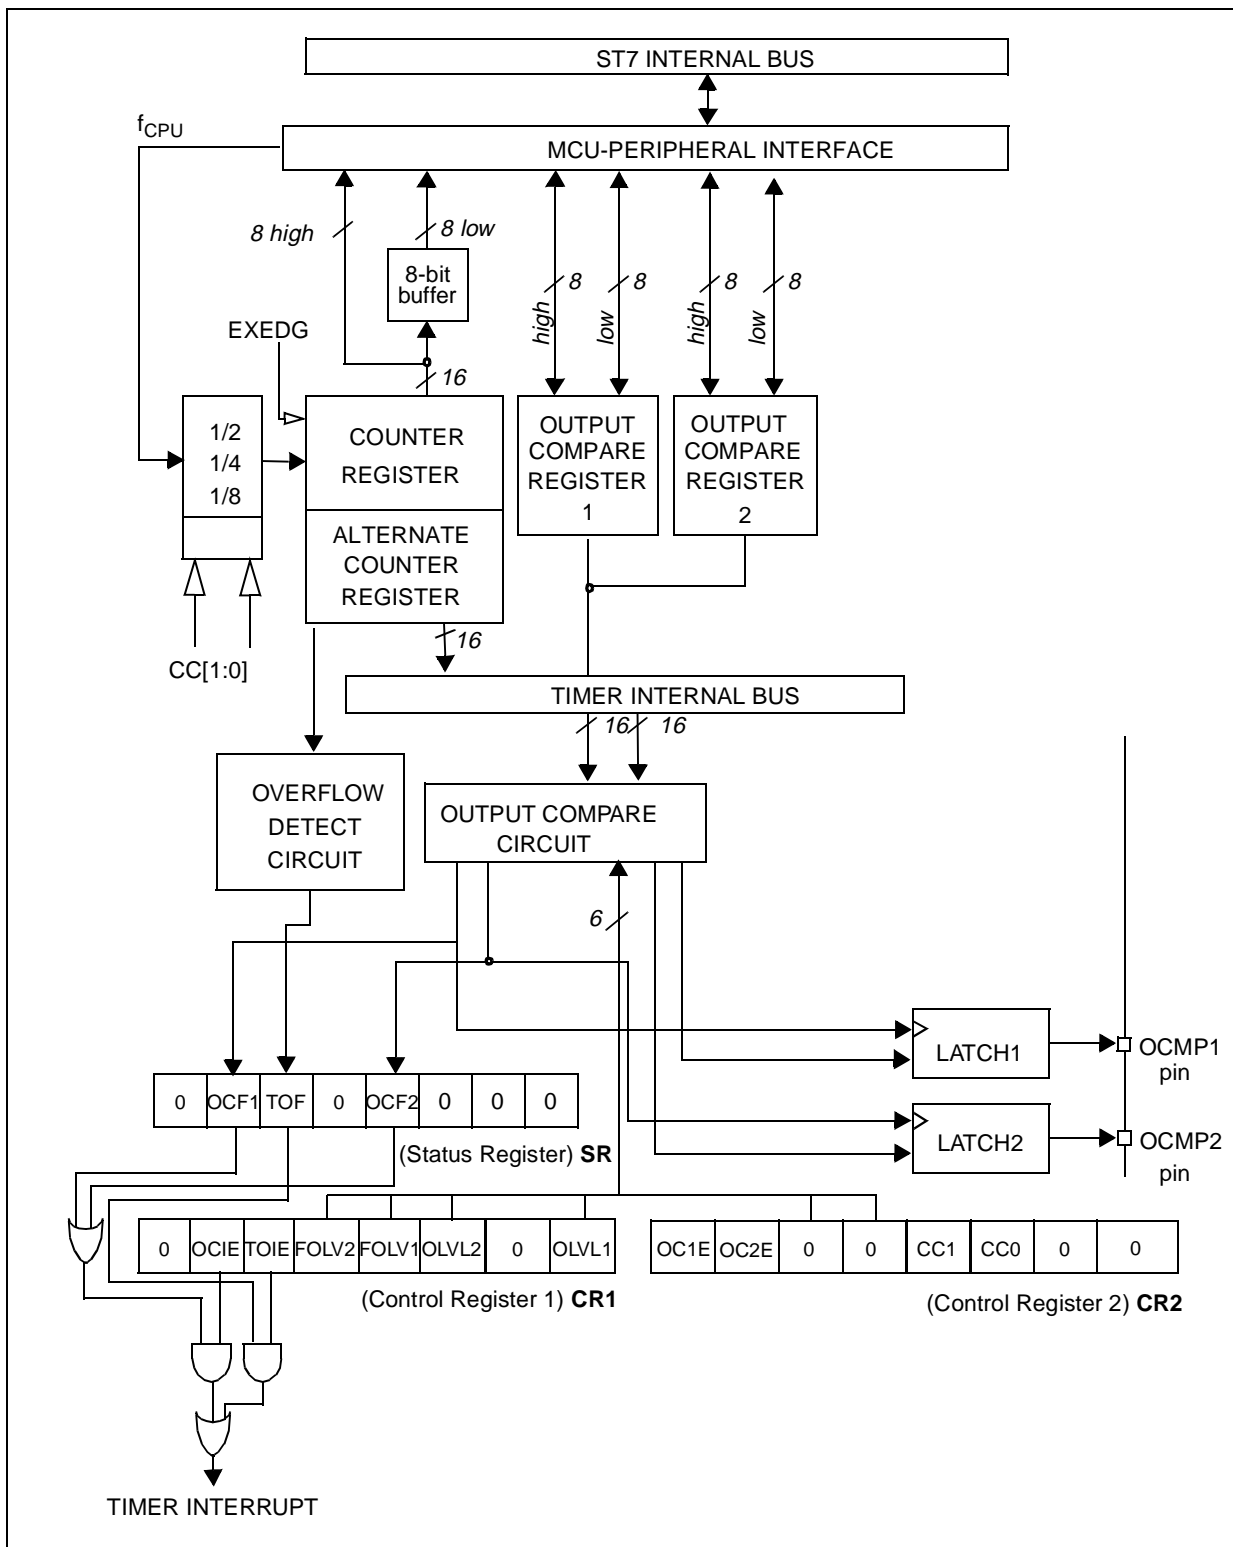 ST7 INTERNAL BUS
fCPU
MCU-PERIPHERAL INTERFACE
8 high
8 low
8-bit
buffer
8
8
8
8
high
low
high
low
EXEDG
16
1/2
1/4
1/8
COUNTER
REGISTER
OUTPUT
COMPARE
REGISTER
1
OUTPUT
COMPARE
REGISTER
2
ALTERNATE
COUNTER
REGISTER
16
CC[1:0]
TIMER INTERNAL BUS
16
16
OVERFLOW
DETECT
CIRCUIT
OUTPUT COMPARE
CIRCUIT
6
LATCH1
OCMP1
pin
0 OCF1 TOF 0 OCF2 0 0 0
LATCH2
OCMP2
pin
(Status Register) SR
0 OCIE TOIE FOLV2 FOLV1 OLVL2 0 OLVL1
OC1E OC2E 0 0 CC1 CC0 0 0
(Control Register 1) CR1
(Control Register 2) CR2
TIMER INTERRUPT